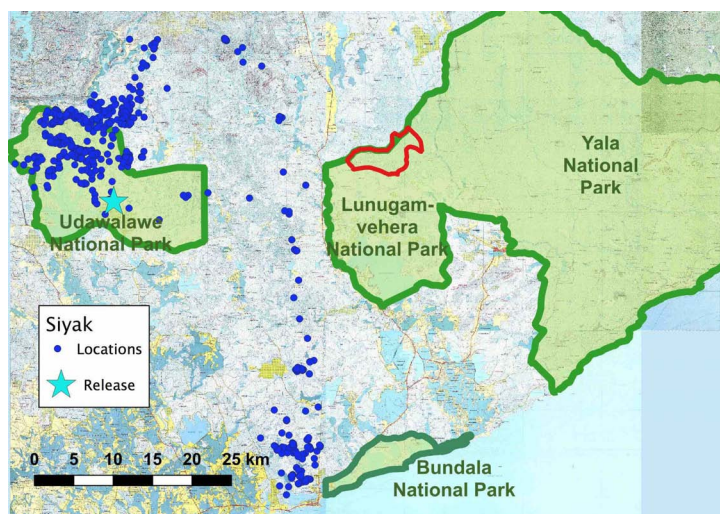 Yala
National
Park
Lunugam-
vehera
National Park
Udawalawe
National Park
Siyak
Locations
Release
0 5 10 15 20 25 km
Bundala
National Park